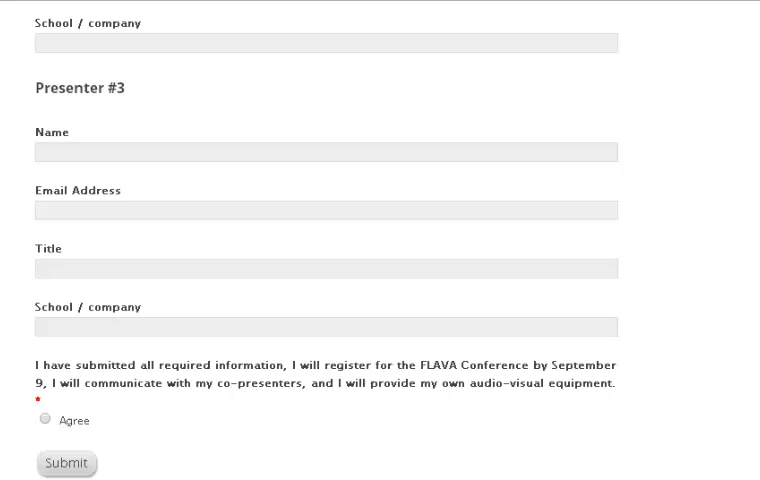 School / company
Presenter #3
Name
Email Address
Title
School / company
I have submitted all required information, I will register for the FLAVA Conference by September
9, I will communicate with my co-presenters, and I will provide my own audio-visual equipment.
*
Agree
Submit